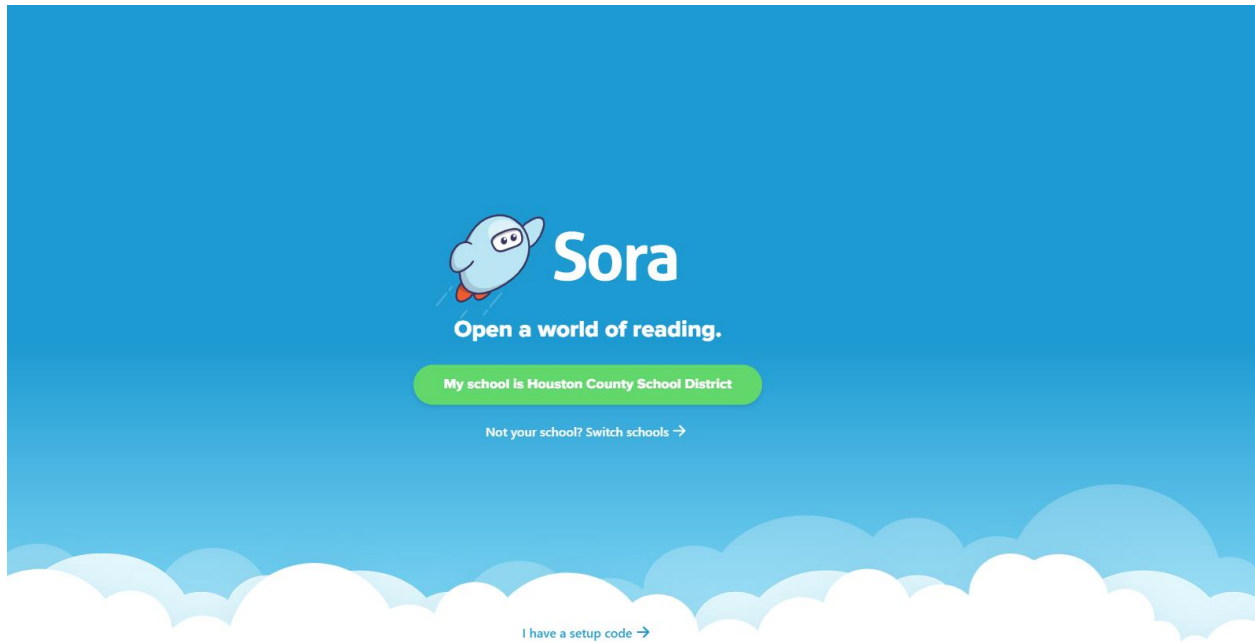 Sora
Open a world of reading.
My school is Houston County School District
Not your school? Switch schools →
I have a setup code →